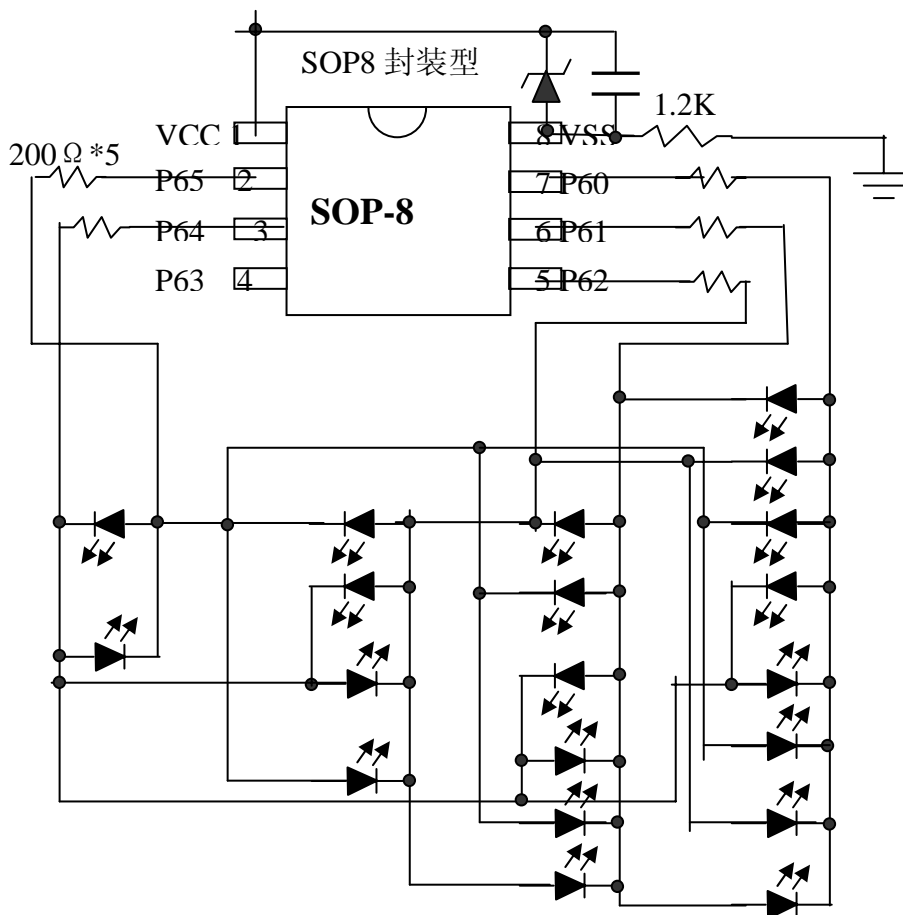 SOP8 封装型
1.2K
VCC 1
8 VSS
200Ω*5
P65 2
7 P60
SOP-8
P64 3
6 P61
P63 4
5 P62